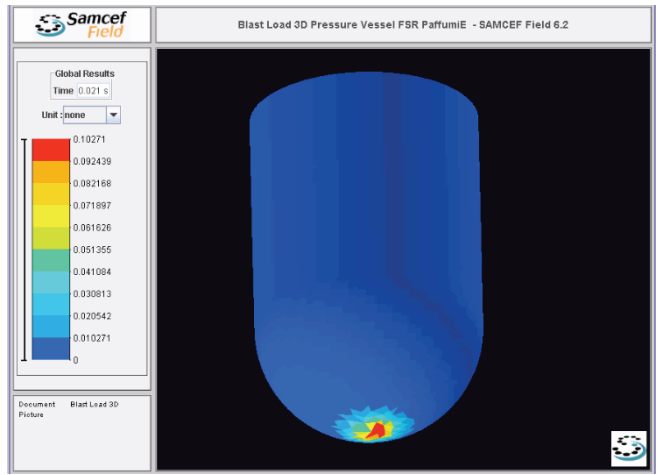 Samcef
Field
Blast Load 3D Pressure Vessel FSR PaffumiE - SAMCEF Field 6.2
Global Results
Time 0.021 s
Unit : none
0.10271
0.092439
0.082168
0.071897
0.061626
0.051355
0.041084
0.030813
0.020542
0.010271
0
Document Blast Load 3D
Picture